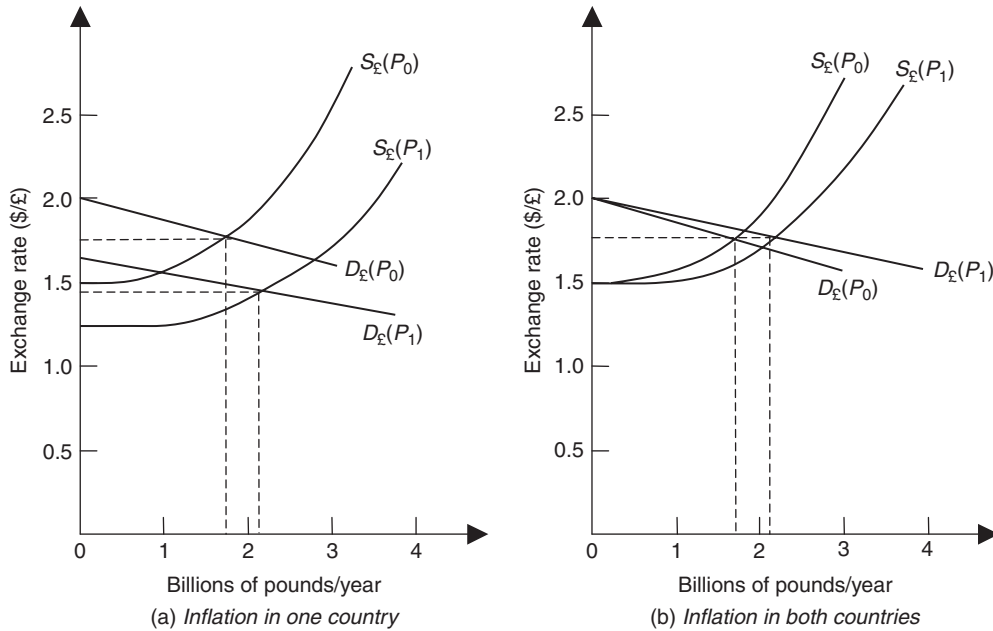 S£(P0)
2.5
S£(P1)
2.0
Exchange rate ($/£)
D£(P0)
1.5
D£(P1)
1.0
0.5
0 1 2 3 4
Billions of pounds/year
(a) Inflation in one country
S£(P0)
S£(P1)
2.5
2.0
Exchange rate ($/£)
D£(P1)
D£(P0)
1.5
1.0
0.5
0 1 2 3 4
Billions of pounds/year
(b) Inflation in both countries